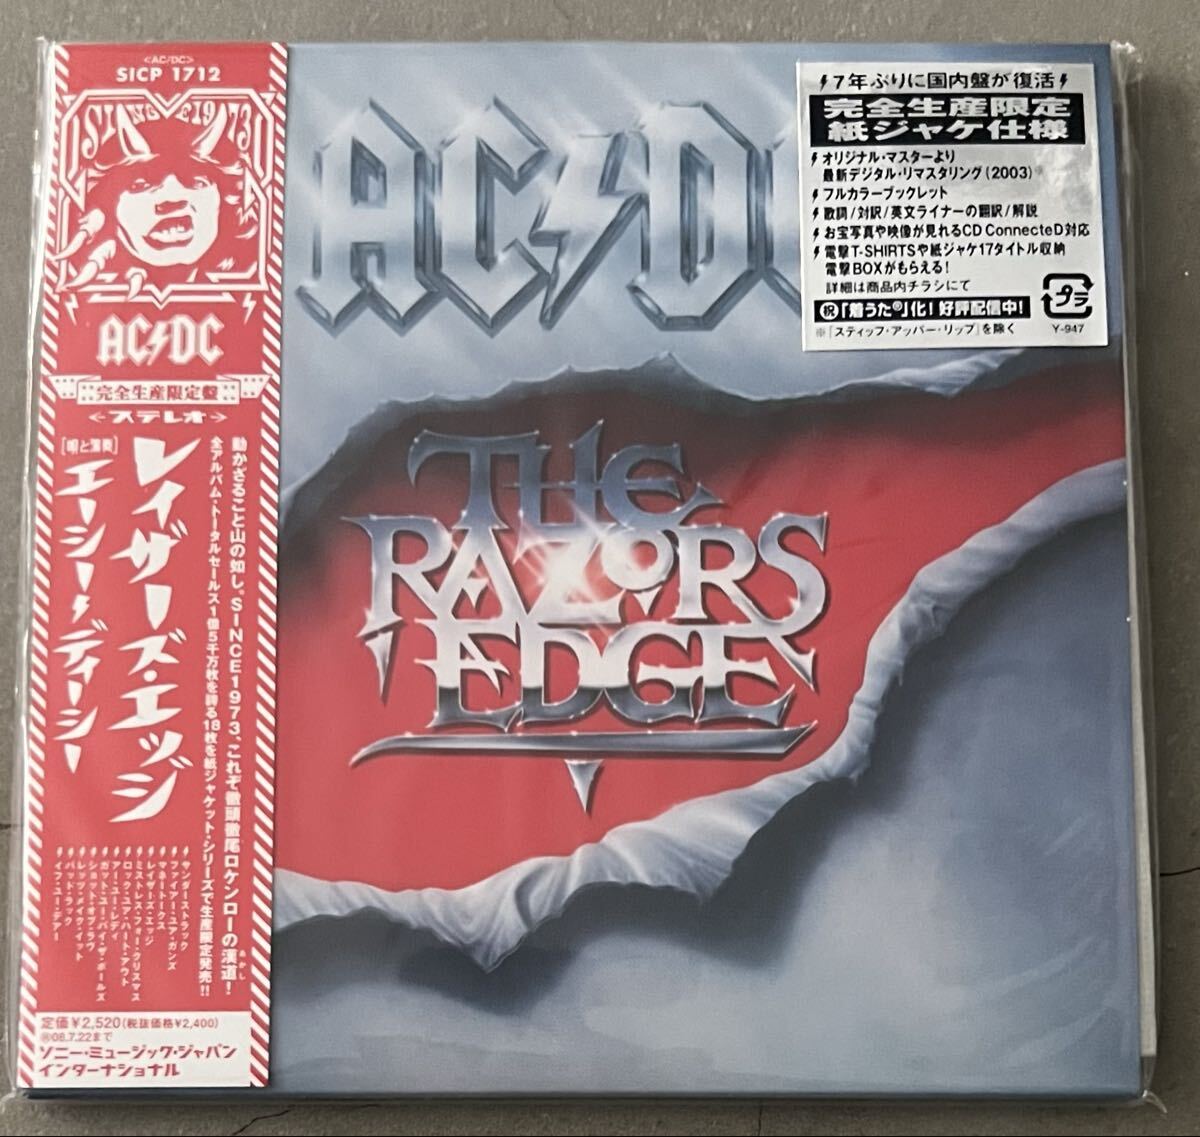 <AC/DC>
SICP 1712
SINCE 1973
AC/DC
完全生産限定盤
ステレオ
レイザーズ・エッジ
[唄と演奏]
エーシー・ディーシー
動かざること山の如し。SINCE1973、これぞ徹頭徹尾ロケンローの漢道!
あかし
全アルバム・トータルセールス1億5千万枚を誇る18枚を紙ジャケット・シリーズで生産限定発売!!
サンダーストラック
ファイアー・ユア・ガンズ
マネートークス
レイザーズ・エッジ
ミストレス・フォー・クリスマス
ロック・ユア・ハート・アウト
アー・ユー・レディ
ガット・ユー・バイ・ザ・ボールズ
ショット・オブ・ラヴ
レッツ・メイク・イット
バッド・ラック
イフ・ユー・デアー
定価¥2,520(税抜価格¥2,400)
08.7.22まで
ソニー・ミュージック・ジャパン
インターナショナル
AC/DC
THE
RAZORS
EDGE
7年ぶりに国内盤が復活
完全生産限定
紙ジャケ仕様
オリジナル・マスターより
最新デジタル・リマスタリング(2003)
フルカラーブックレット
歌詞/対訳/英文ライナーの翻訳/解説
お宝写真や映像が見れるCD ConnecteD対応
電撃T-SHIRTSや紙ジャケ17タイトル収納
電撃BOXがもらえる!
詳細は商品内チラシにて
プラ
㊗「着うた®」化!好評配信中!
Y-947
※「スティッフ・アッパー・リップ」を除く